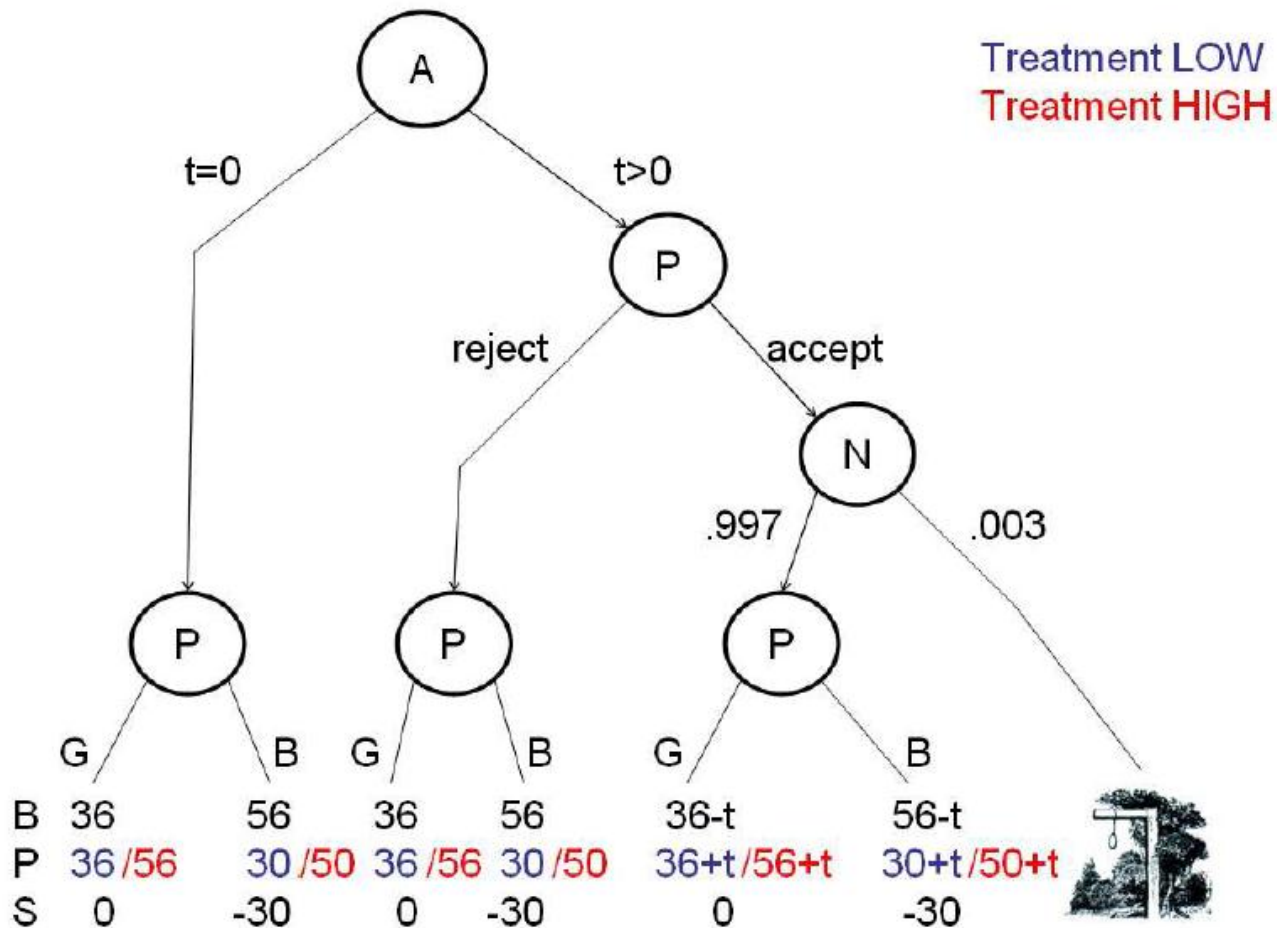 A
Treatment LOW
Treatment HIGH
t=0
t>0
P
reject
accept
N
.997
.003
P
P
P
G
B
G
B
G
B
B 36 56 36 56 36-t 56-t
P 36 /56 30 /50 36 /56 30 /50 36+t /56+t 30+t /50+t
S 0 -30 0 -30 0 -30